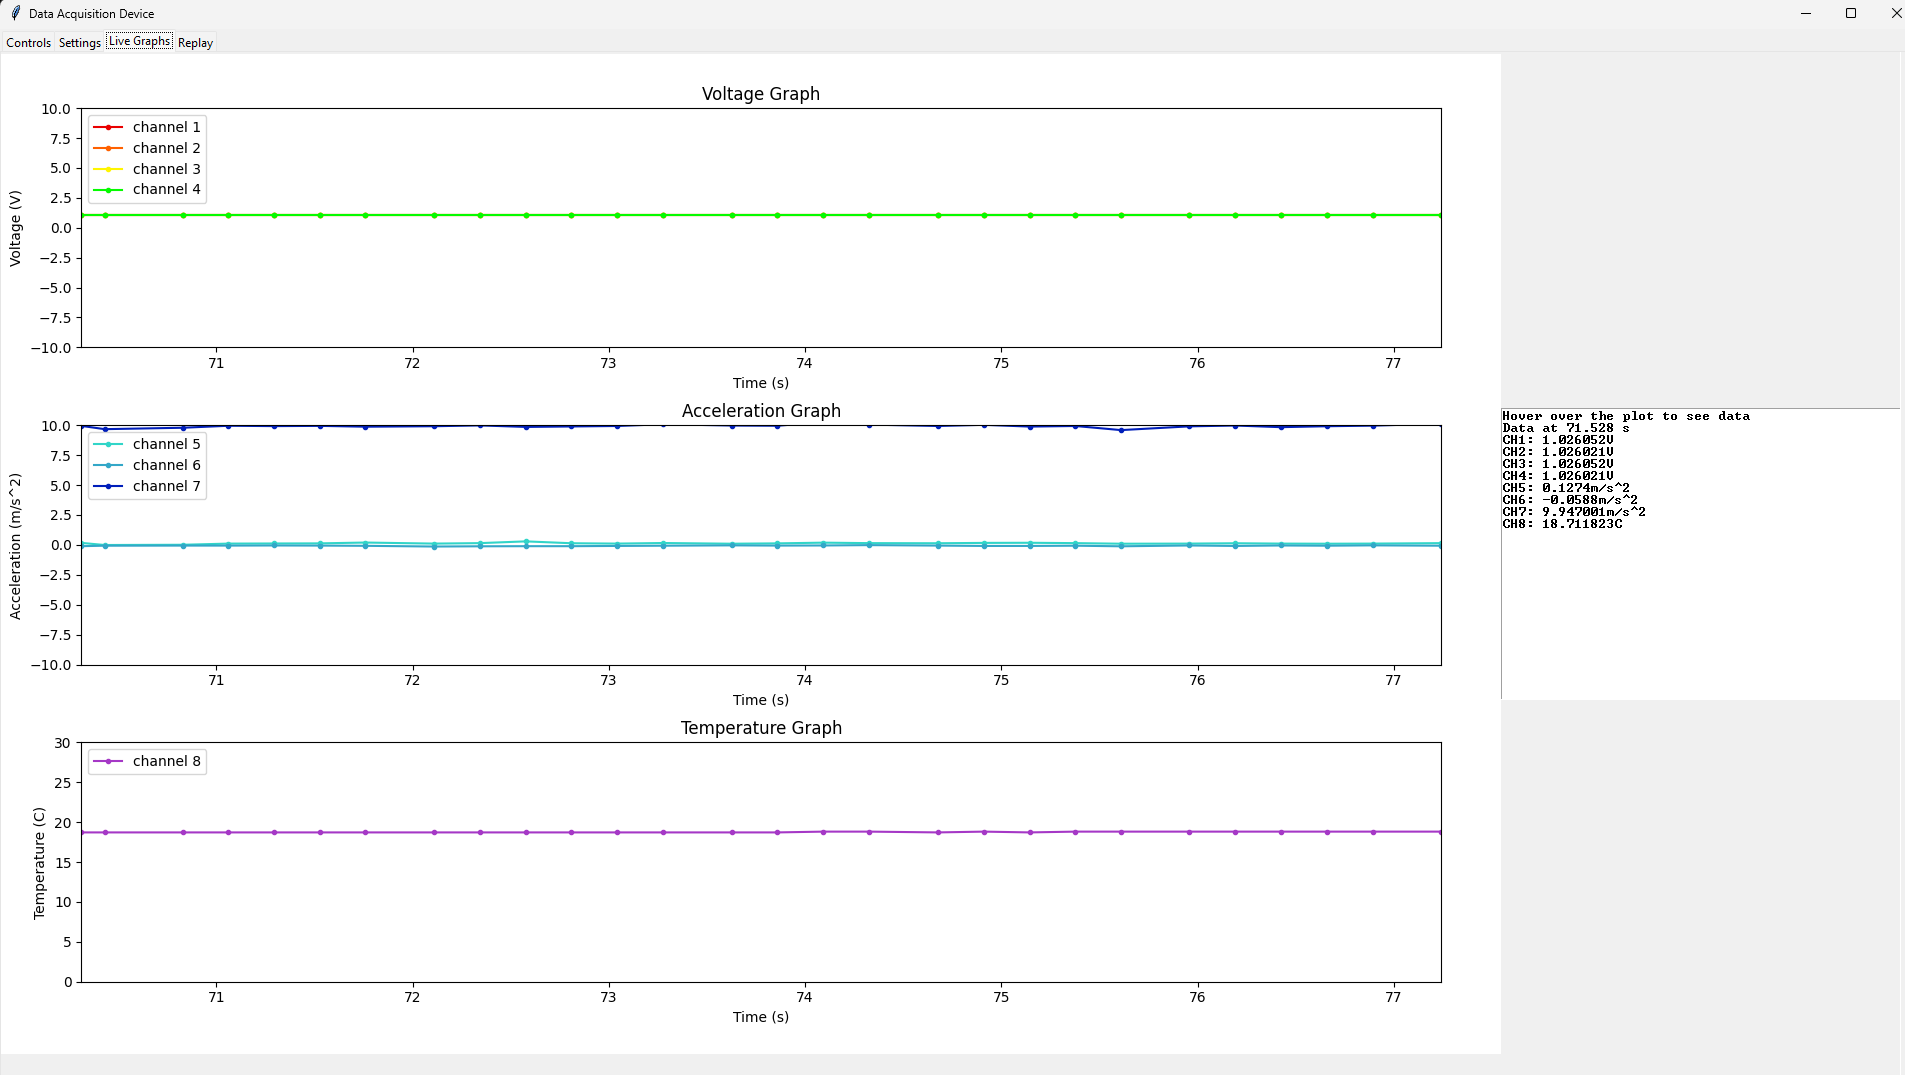 Data Acquisition Device
Controls Settings Live Graphs Replay
Voltage Graph
10.0
7.5
5.0
2.5
0.0
−2.5
−5.0
−7.5
−10.0
Voltage (V)
channel 1
channel 2
channel 3
channel 4
71 72 73 74 75 76 77
Time (s)
Acceleration Graph
10.0
7.5
5.0
2.5
0.0
−2.5
−5.0
−7.5
−10.0
Acceleration (m/s^2)
channel 5
channel 6
channel 7
71 72 73 74 75 76 77
Time (s)
Temperature Graph
30
25
20
15
10
5
0
Temperature (C)
channel 8
71 72 73 74 75 76 77
Time (s)
Hover over the plot to see data
Data at 71.528 s
CH1: 1.026052V
CH2: 1.026021V
CH3: 1.026052V
CH4: 1.026021V
CH5: 0.1274m/s^2
CH6: -0.0588m/s^2
CH7: 9.947001m/s^2
CH8: 18.711823C